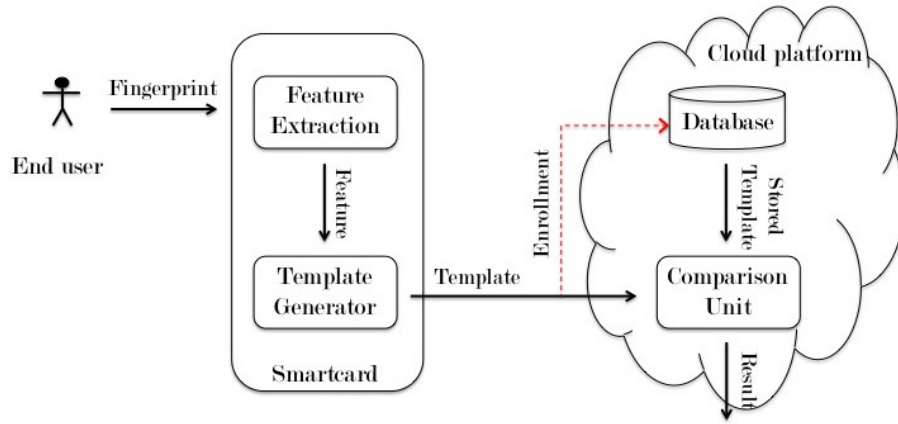 Cloud platform
Fingerprint
End user
Feature
Extraction
Feature
Template
Generator
Smartcard
Template
Enrollment
Database
Stored
Template
Comparison
Unit
Result